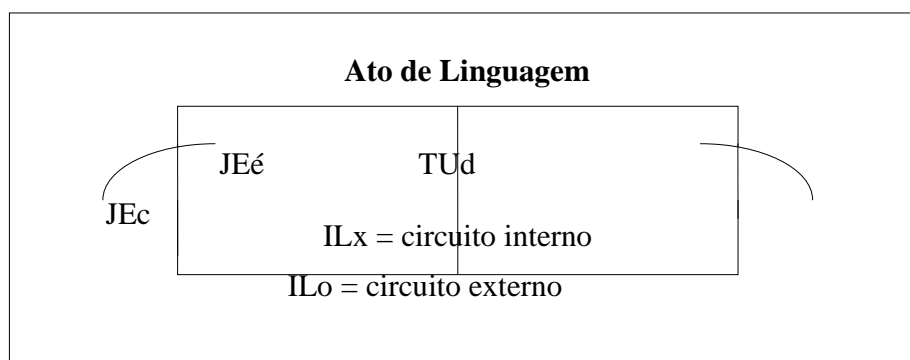 Ato de Linguagem
JEé TUd
JEc
ILx = circuito interno
ILo = circuito externo